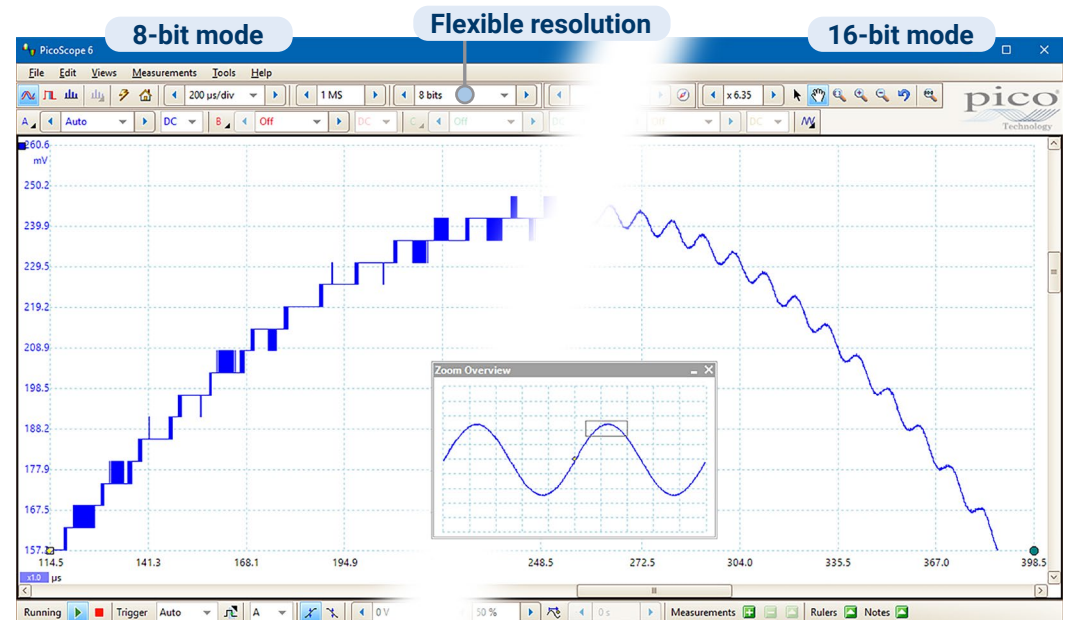 8-bit mode
Flexible resolution
16-bit mode
PicoScope 6
File Edit Views Measurements Tools Help
200 µs/div 1 MS 8 bits x 6.35
pico
Technology
A Auto DC B Off DC C Off Off DC
260.6
mV
250.2
239.9
229.5
219.2
208.9
198.5
188.2
177.9
167.5
157.2
Zoom Overview
114.5 141.3 168.1 194.9 248.5 272.5 304.0 335.5 367.0 398.5
x1.0 µs
Running Trigger Auto A 0 V 50 % 0 s Measurements Rulers Notes